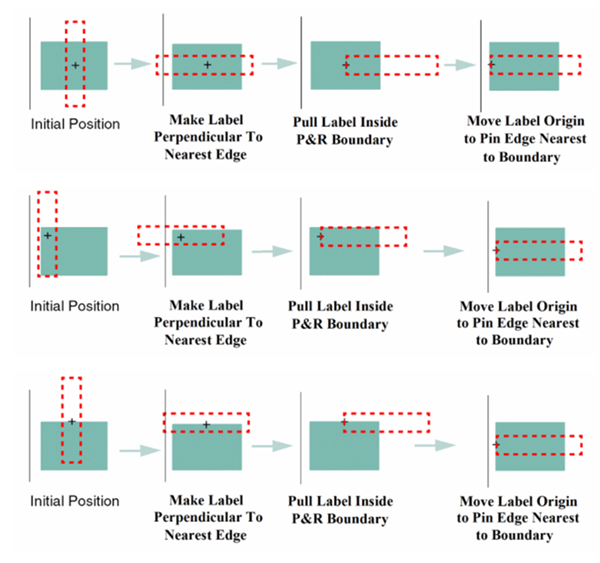 Initial Position
Make Label
Perpendicular To
Nearest Edge
Pull Label Inside
P&R Boundary
Move Label Origin
to Pin Edge Nearest
to Boundary
Initial Position
Make Label
Perpendicular To
Nearest Edge
Pull Label Inside
P&R Boundary
Move Label Origin
to Pin Edge Nearest
to Boundary
Initial Position
Make Label
Perpendicular To
Nearest Edge
Pull Label Inside
P&R Boundary
Move Label Origin
to Pin Edge Nearest
to Boundary